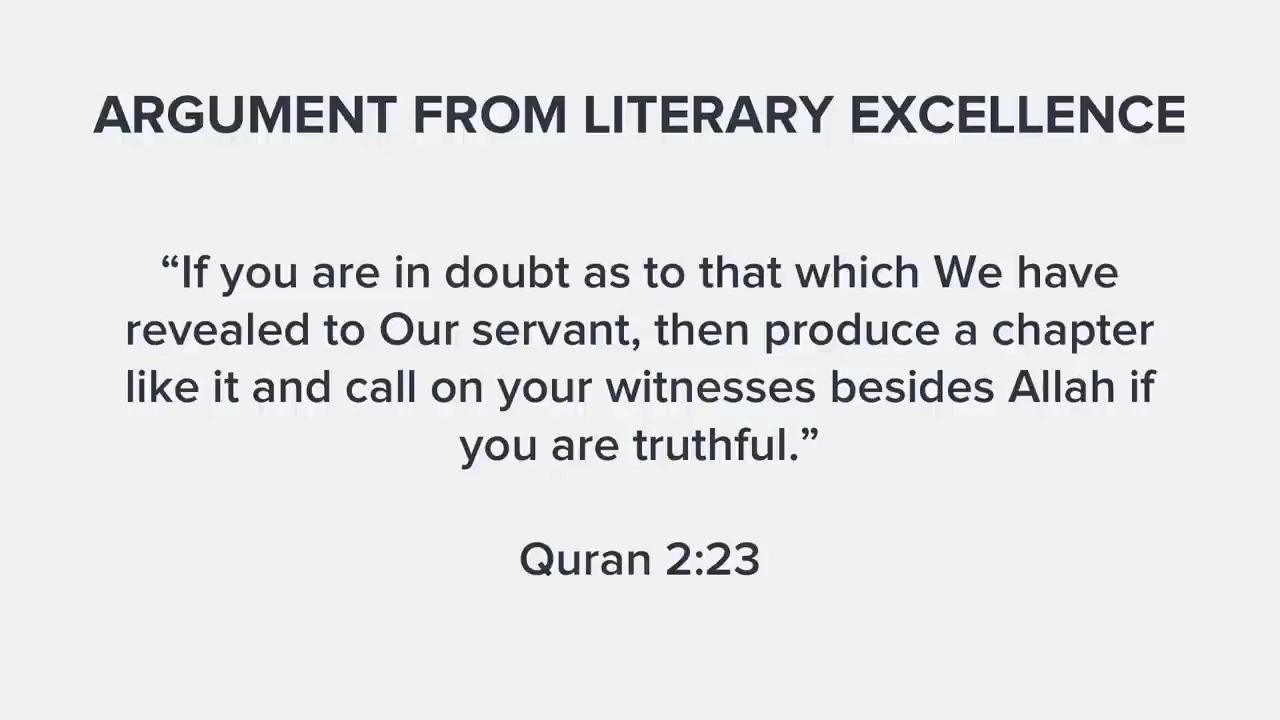 ARGUMENT FROM LITERARY EXCELLENCE
“If you are in doubt as to that which We have
revealed to Our servant, then produce a chapter
like it and call on your witnesses besides Allah if
you are truthful.”
Quran 2:23